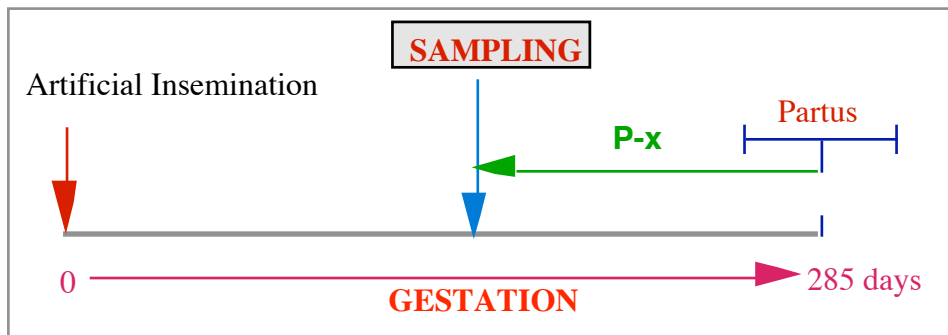 SAMPLING
Artificial Insemination
Partus
P-x
0
285 days
GESTATION